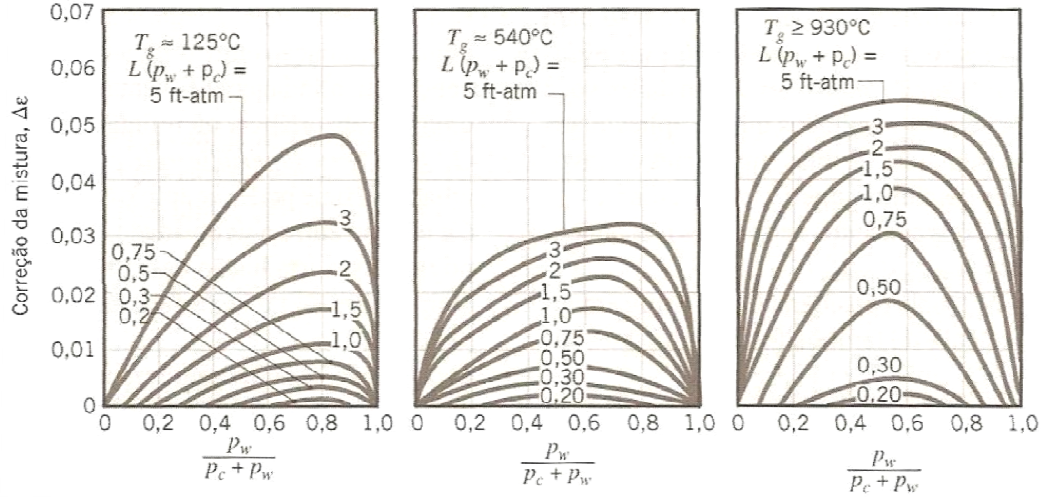 Correção da mistura, Δε
0,07
0,06
0,05
0,04
0,03
0,02
0,01
0
T_g ≈ 125°C
L (p_w + p_c) =
5 ft-atm
3
2
1,5
1,0
0,75
0,5
0,3
0,2
0 0,2 0,4 0,6 0,8 1,0
p_w
p_c + p_w
T_g ≈ 540°C
L (p_w + p_c) =
5 ft-atm
3
2
1,5
1,0
0,75
0,50
0,30
0,20
0 0,2 0,4 0,6 0,8 1,0
p_w
p_c + p_w
T_g ≥ 930°C
L (p_w + p_c) =
5 ft-atm
3
2
1,5
1,0
0,75
0,50
0,30
0,20
0 0,2 0,4 0,6 0,8 1,0
p_w
p_c + p_w